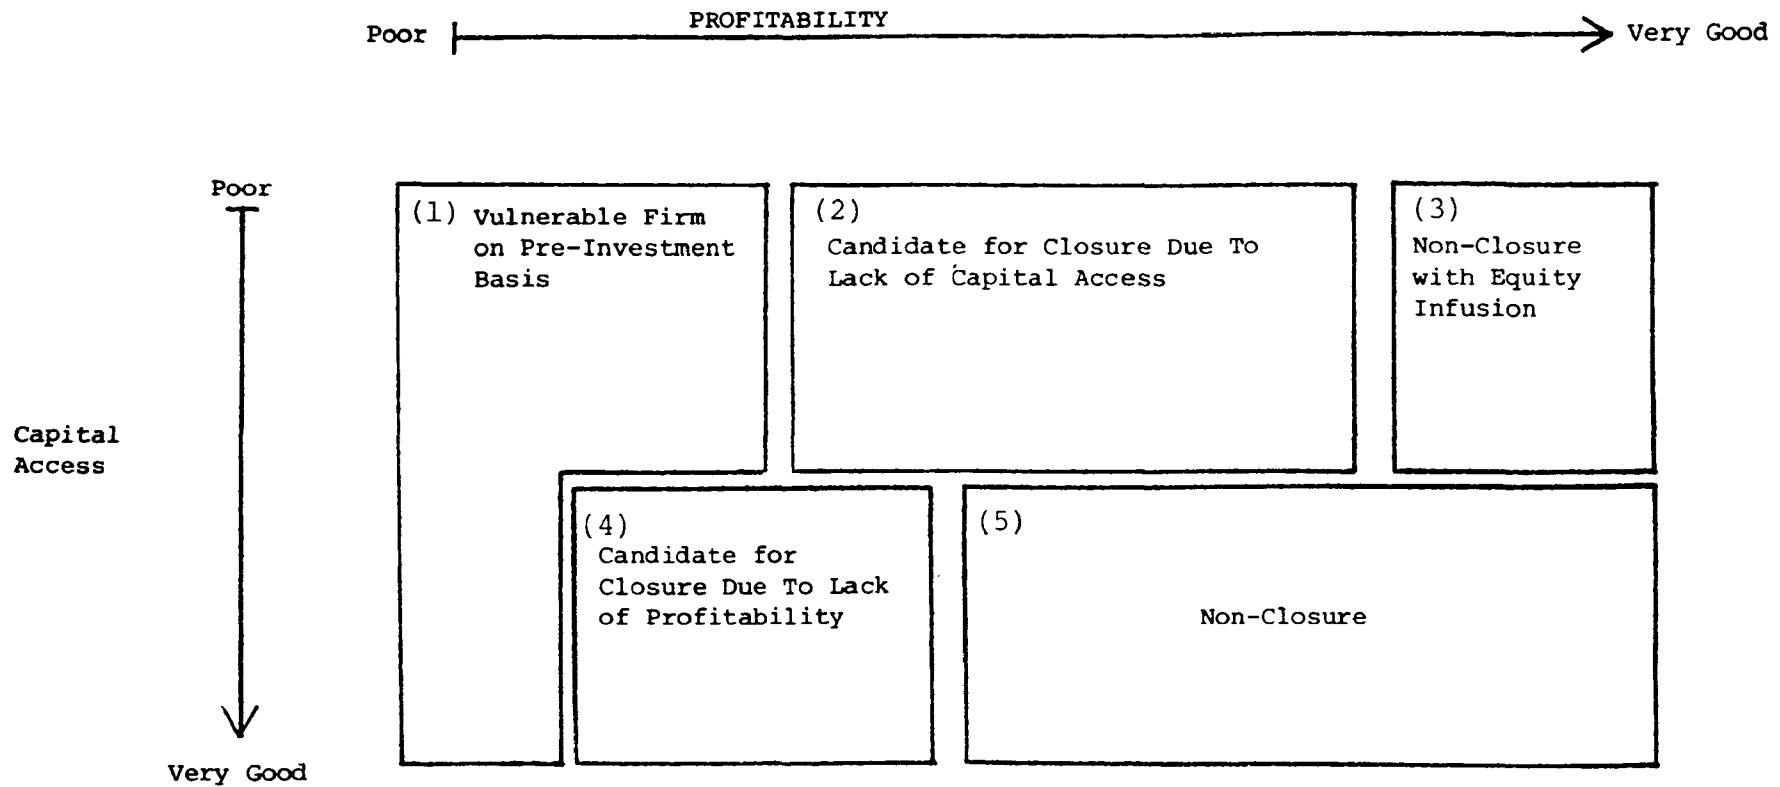 PROFITABILITY
Poor
Very Good
Poor
(1) Vulnerable Firm
on Pre-Investment
Basis
(2)
Candidate for Closure Due To
Lack of Capital Access
(3)
Non-Closure
with Equity
Infusion
Capital
Access
(4)
Candidate for
Closure Due To Lack
of Profitability
(5)
Non-Closure
Very Good